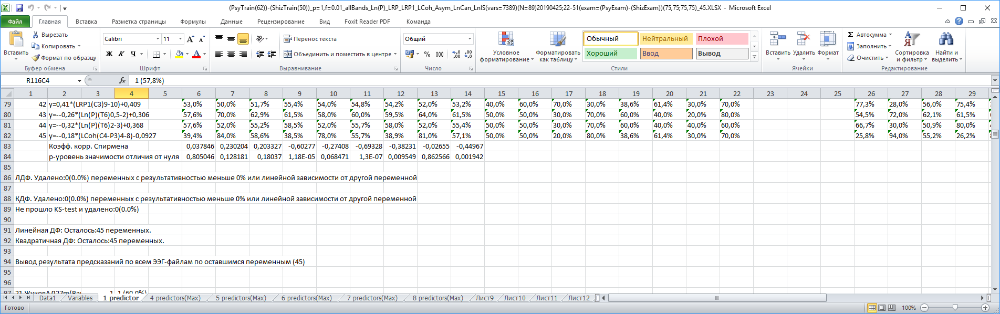 (PsyTrain(62))-(ShizTrain(50))_p=1,f=0.01_allBands_Ln(P)_LRP_LRP1_LCoh_Asym_LnCan_LnIS(vars=7389)(N=89)20190425;22-51(exam=(PsyExam)-(ShizExam))(75,75;75,75)_45.XLSX - Microsoft Excel
Файл Главная Вставка Разметка страницы Формулы Данные Рецензирование Вид Foxit Reader PDF Команда
Вставить Вырезать Копировать Формат по образцу
Буфер обмена
Calibri 11
Ж К Ч
Шрифт
Перенос текста
Объединить и поместить в центре
Выравнивание
Общий
% 000
Число
Условное форматирование Форматировать как таблицу
Обычный Нейтральный Плохой
Хороший Ввод Вывод
Стили
Вставить Удалить Формат
Ячейки
Автосумма
Заполнить
Очистить
Сортировка и фильтр Найти и выделить
Редактирование
R116C4 fx 1 (57,8%)
1 2 3 4 5 6 7 8 9 10 11 12 13 14 15 16 17 18 19 20 21 22 23 24 25 26 27 28 29
79 42 y=0,41*(LRP1(C3)9-10)+0,409 53,0% 50,0% 51,7% 55,4% 54,0% 54,8% 54,2% 52,0% 53,2% 40,0% 60,0% 70,0% 30,0% 38,6% 61,4% 30,0% 70,0% 77,3% 28,0% 56,0% 75,4%
80 43 y=--0,26*(Ln(P)(T6)0,5-2)+0,306 57,6% 70,0% 62,9% 61,5% 58,0% 60,0% 59,5% 64,0% 61,5% 50,0% 50,0% 30,0% 70,0% 60,0% 40,0% 20,0% 80,0% 54,5% 72,0% 62,1% 61,5%
81 44 y=--0,32*(Ln(P)(T6)2-3)+0,368 57,6% 52,0% 55,2% 58,5% 52,0% 55,7% 58,0% 52,0% 55,4% 50,0% 50,0% 30,0% 70,0% 60,0% 40,0% 40,0% 60,0% 66,7% 30,0% 50,9% 80,0%
82 45 y=--0,18*(LCoh(C4-P3)4-8)-0,0927 39,4% 84,0% 58,6% 38,5% 78,0% 55,7% 38,9% 81,0% 57,1% 50,0% 50,0% 20,0% 80,0% 38,6% 61,4% 30,0% 70,0% 25,8% 94,0% 55,2% 26,2%
83 Коэфф. корр. Спирмена 0,037846 0,230204 0,203327 -0,60277 -0,27408 -0,69328 -0,38231 -0,02655 -0,44967
84 p-уровень значимости отличия от нуля 0,805046 0,128181 0,18037 1,18E-05 0,068471 1,3E-07 0,009549 0,862566 0,001942
85
86 ЛДФ. Удалено:0(0.0%) переменных с результативностью меньше 0% или линейной зависимости от другой переменной
87
88 КДФ. Удалено:0(0.0%) переменных с результативностью меньше 0% или линейной зависимости от другой переменной
89 Не прошло KS-test и удалено:0(0.0%)
90
91 Линейная ДФ: Осталось:45 переменных.
92 Квадратичная ДФ: Осталось:45 переменных.
93
94 Вывод результата предсказаний по всем ЭЭГ-файлам по оставшимся переменным (45)
95
96
Data1 Variables 1 predictor 4 predictors(Max) 5 predictors(Max) 6 predictors(Max) 7 predictors(Max) 8 predictors(Max) Лист9 Лист10 Лист11 Лист12
Готово 100%